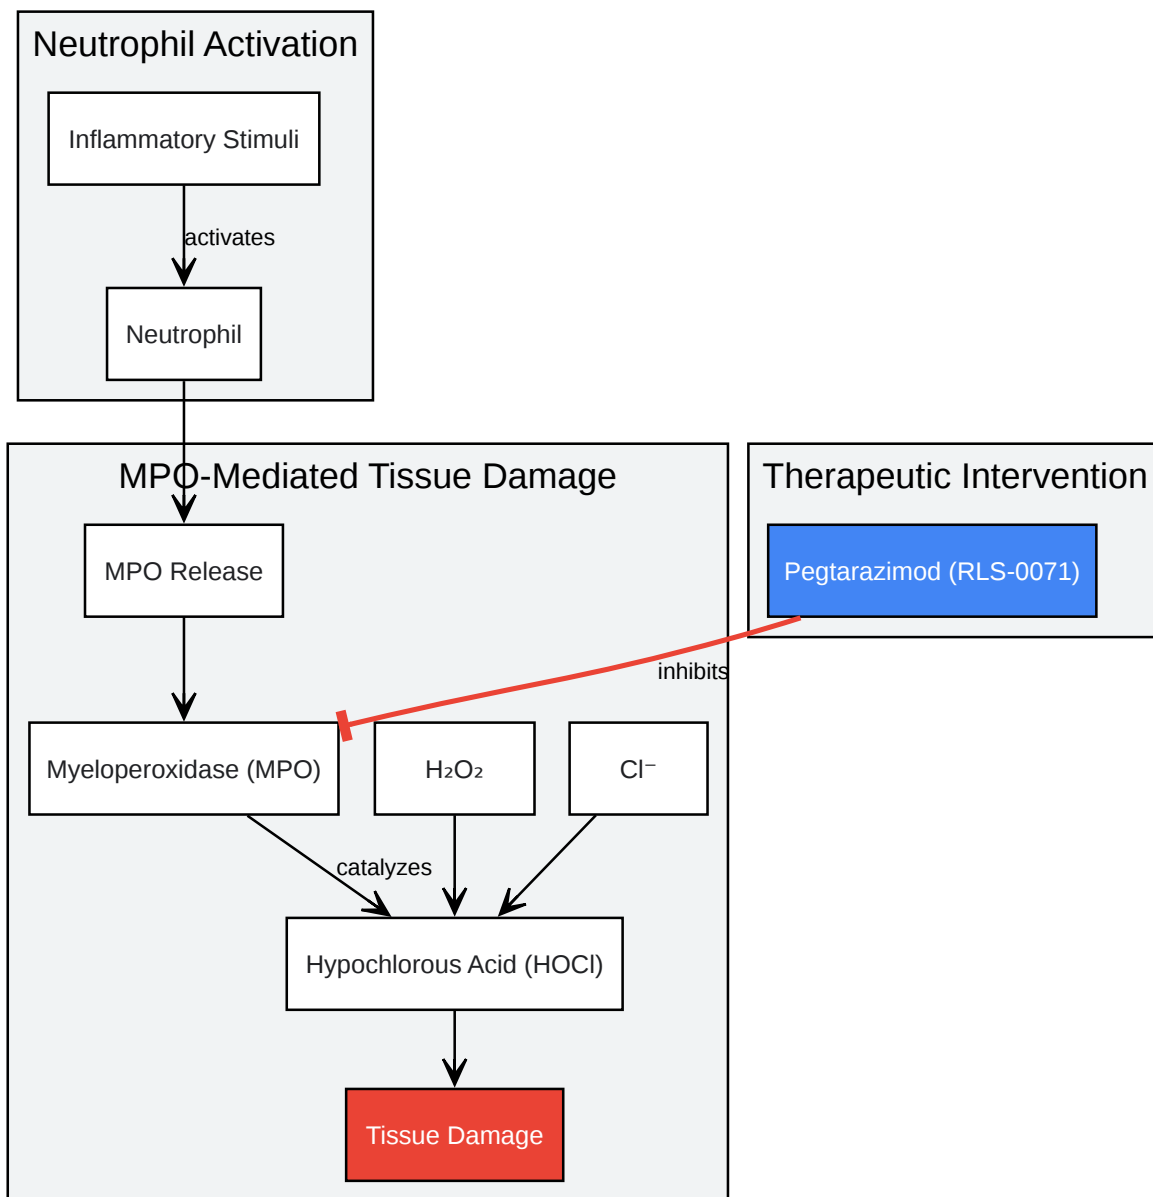 Neutrophil Activation
Inflammatory Stimuli
activates
Neutrophil
MPO-Mediated Tissue Damage
Therapeutic Intervention
MPO Release
Pegtarazimod (RLS-0071)
inhibits
Myeloperoxidase (MPO)
H₂O₂
Cl⁻
catalyzes
Hypochlorous Acid (HOCl)
Tissue Damage